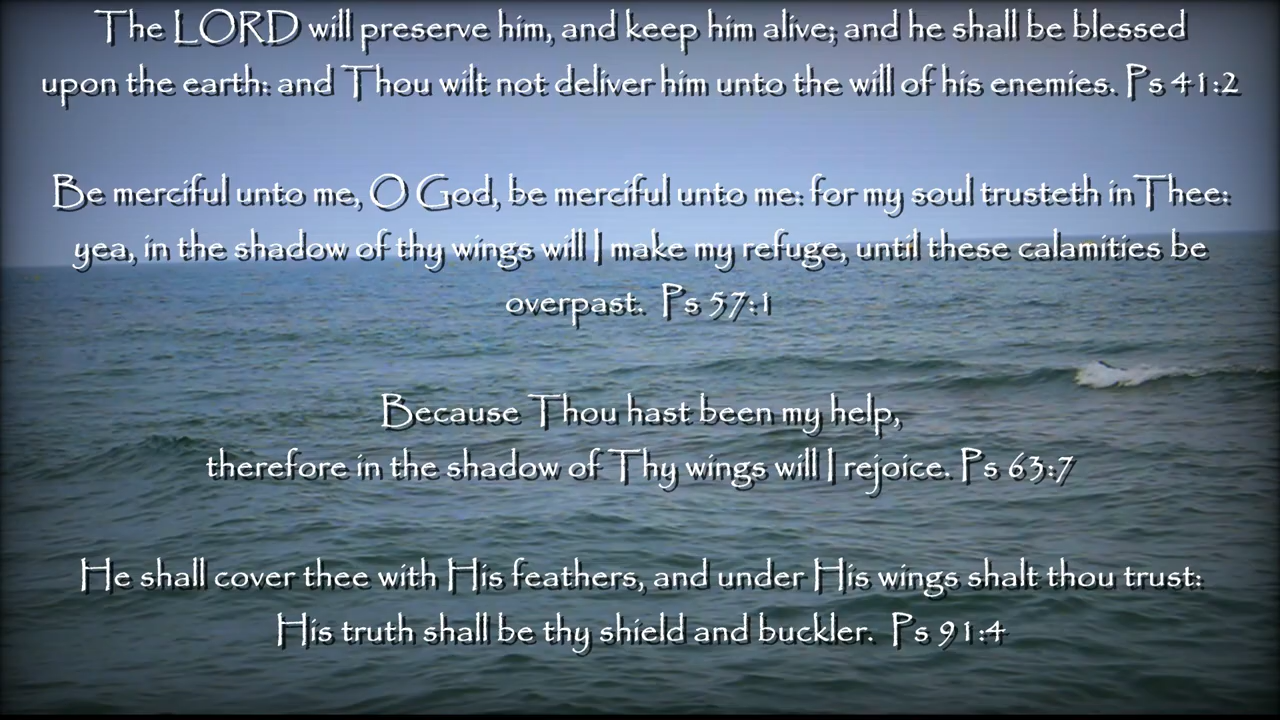 The LORD will preserve him, and keep him alive; and he shall be blessed
upon the earth: and Thou wilt not deliver him unto the will of his enemies. Ps 41:2
Be merciful unto me, O God, be merciful unto me: for my soul trusteth in Thee:
yea, in the shadow of thy wings will I make my refuge, until these calamities be
overpast. Ps 57:1
Because Thou hast been my help,
therefore in the shadow of Thy wings will I rejoice. Ps 63:7
He shall cover thee with His feathers, and under His wings shalt thou trust:
His truth shall be thy shield and buckler. Ps 91:4